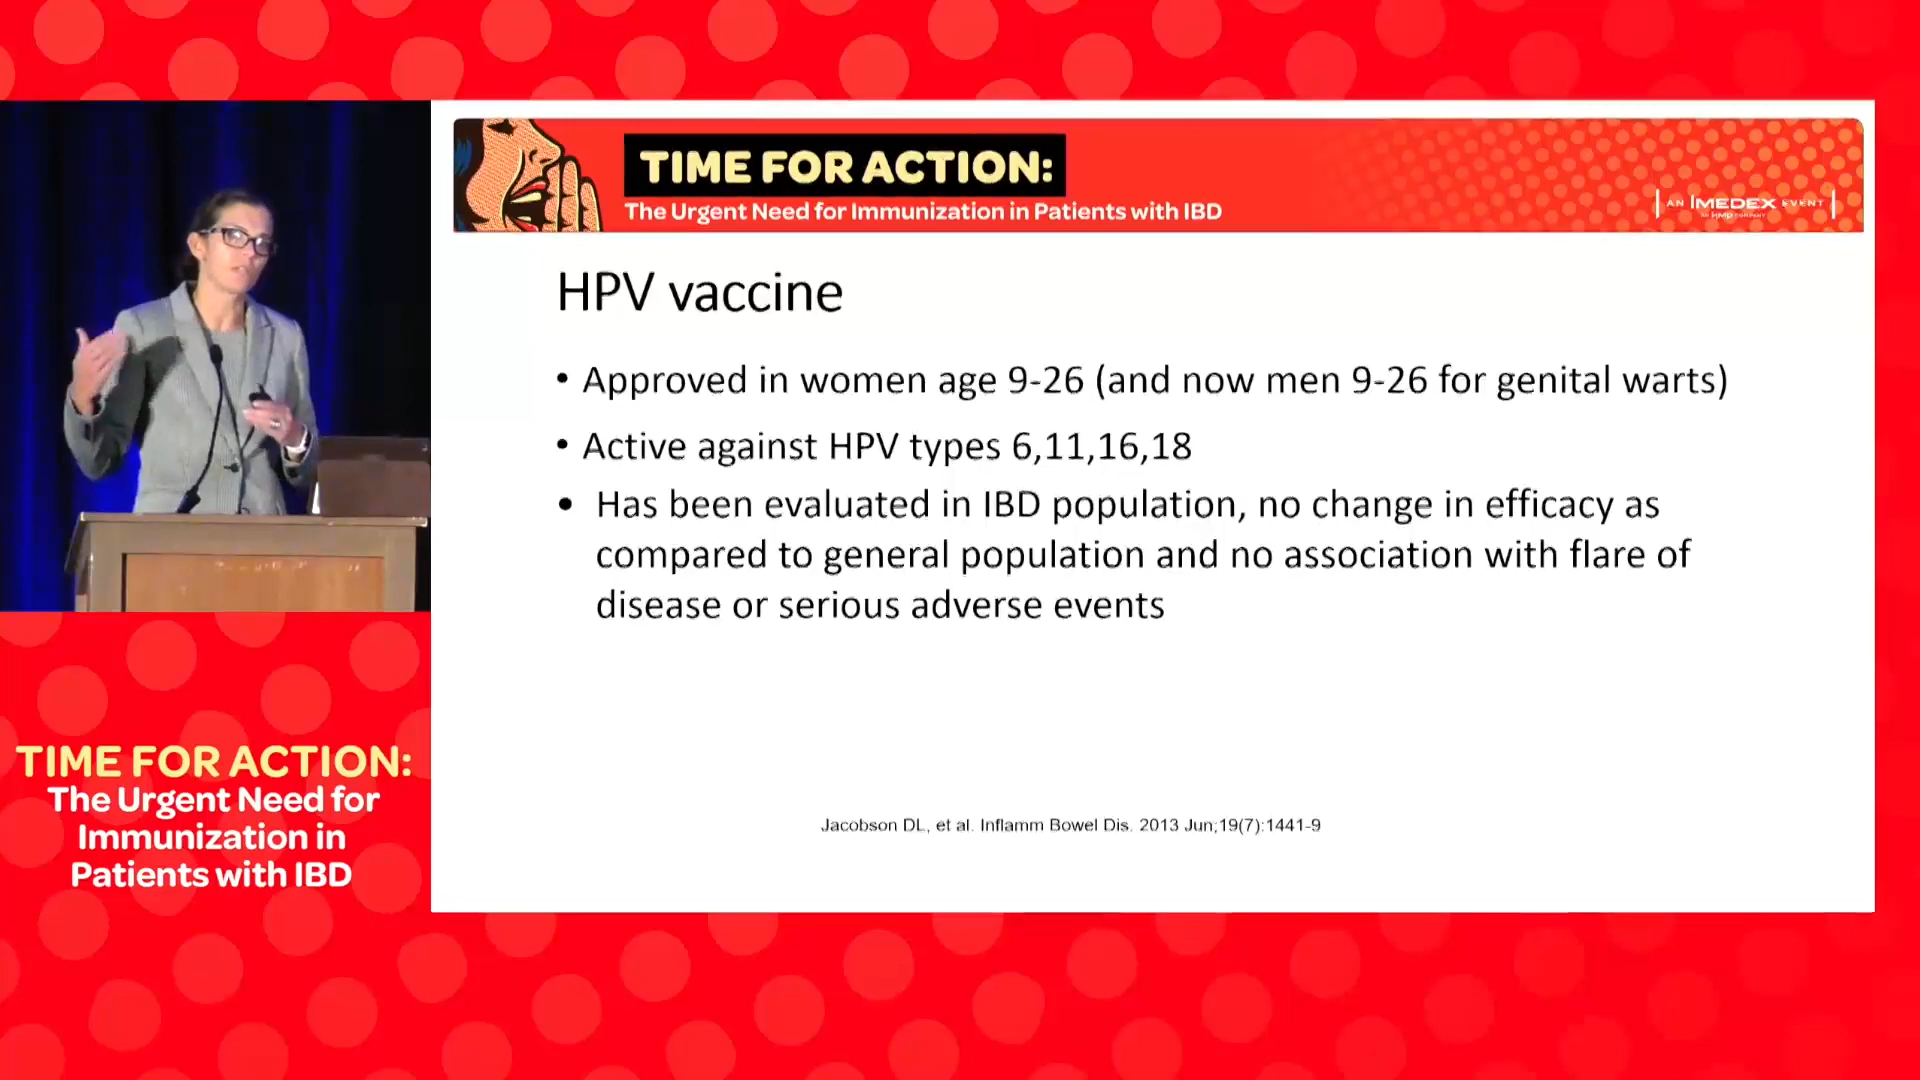 TIME FOR ACTION:
The Urgent Need for Immunization in Patients with IBD
AN IMEDEX EVENT
AN HMP COMPANY
HPV vaccine
• Approved in women age 9-26 (and now men 9-26 for genital warts)
• Active against HPV types 6,11,16,18
• Has been evaluated in IBD population, no change in efficacy as
compared to general population and no association with flare of
disease or serious adverse events
Jacobson DL, et al. Inflamm Bowel Dis. 2013 Jun;19(7):1441-9
TIME FOR ACTION:
The Urgent Need for
Immunization in
Patients with IBD